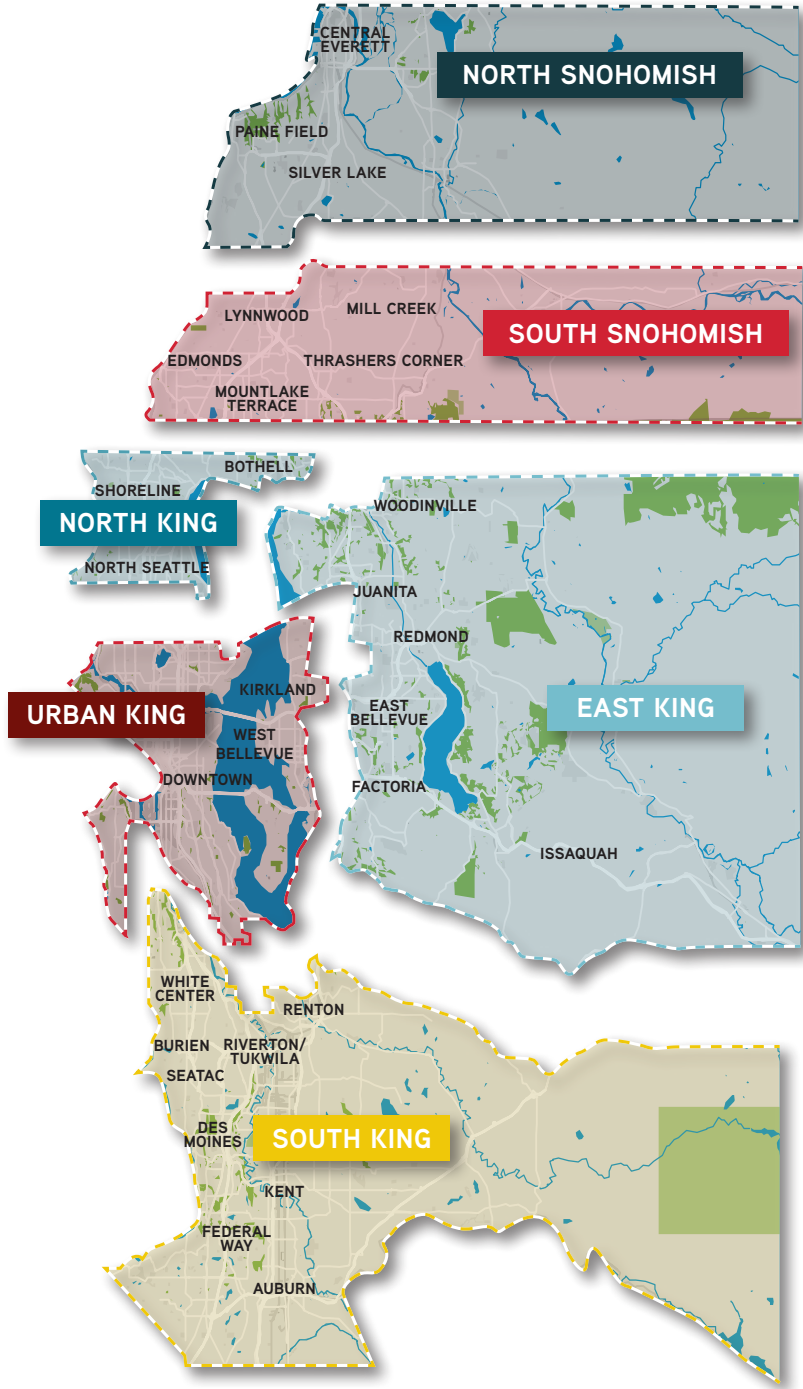 CENTRAL
EVERETT
NORTH SNOHOMISH
PAINE FIELD
SILVER LAKE
LYNNWOOD
MILL CREEK
SOUTH SNOHOMISH
EDMONDS
THRASHERS CORNER
MOUNTLAKE
TERRACE
BOTHELL
SHORELINE
NORTH KING
NORTH SEATTLE
WOODINVILLE
JUANITA
REDMOND
EAST
BELLEVUE
EAST KING
FACTORIA
ISSAQUAH
KIRKLAND
URBAN KING
WEST
BELLEVUE
DOWNTOWN
WHITE
CENTER
RENTON
BURIEN
RIVERTON/
TUKWILA
SEATAC
DES
MOINES
SOUTH KING
KENT
FEDERAL
WAY
AUBURN